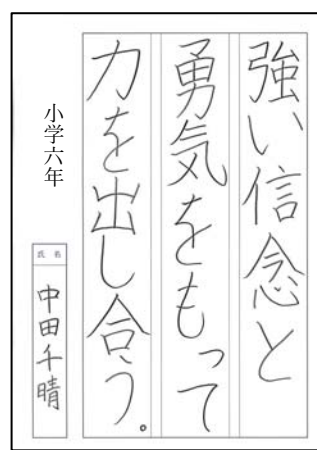 強い信念と
勇気をもって
力を出し合う。
小学六年
氏名
中田千晴